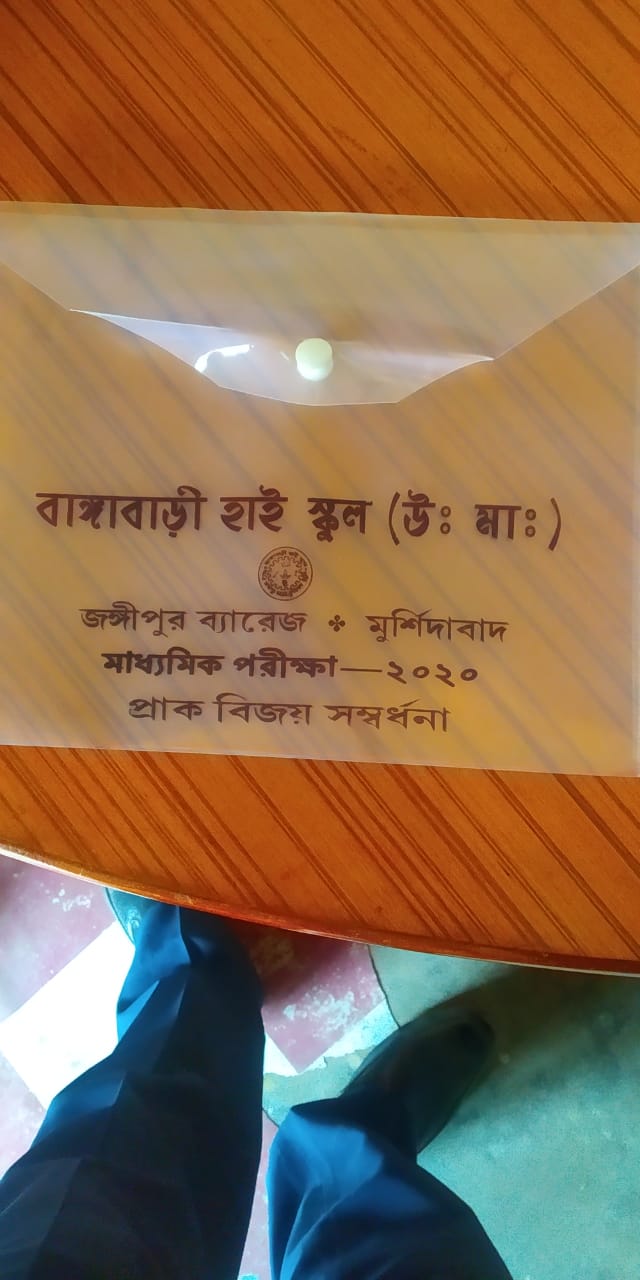 বাঙ্গাবাড়ী হাই স্কুল (উঃ মাঃ)
জঙ্গীপুর ব্যারেজ ❖ মুর্শিদাবাদ
মাধ্যমিক পরীক্ষা—২০২০
প্রাক বিজয় সম্বর্ধনা